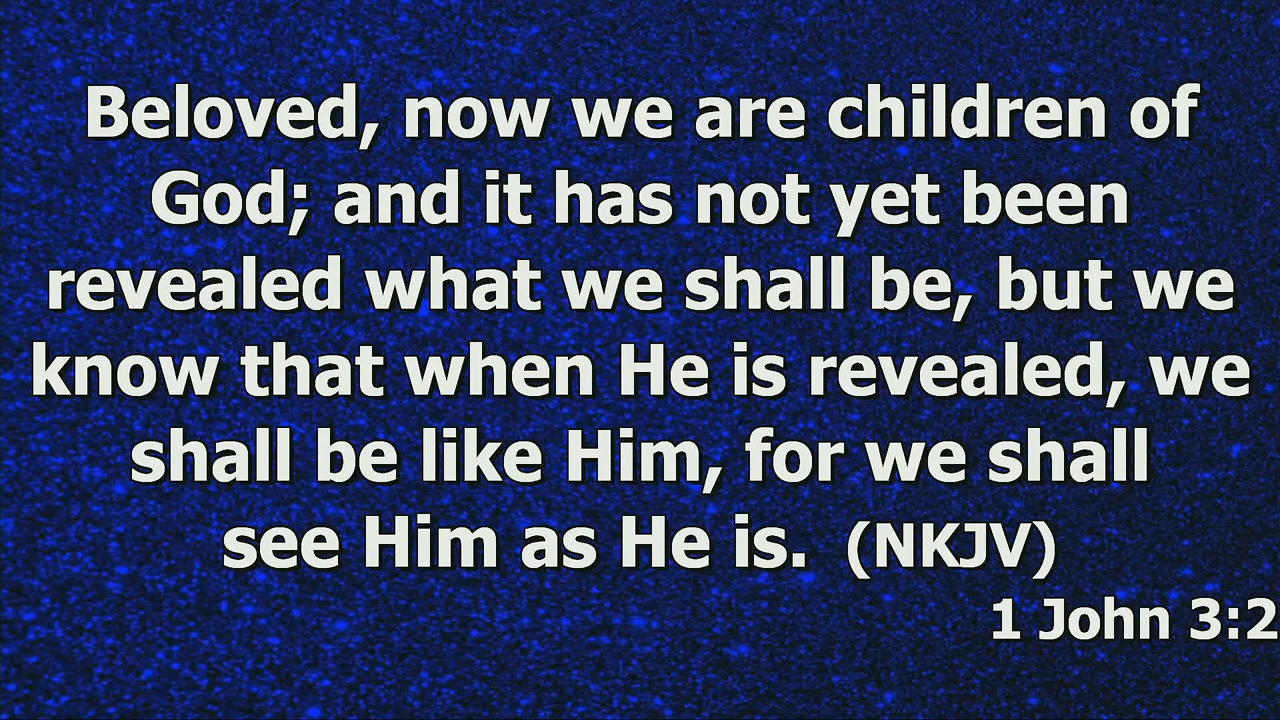 Beloved, now we are children of
God; and it has not yet been
revealed what we shall be, but we
know that when He is revealed, we
shall be like Him, for we shall
see Him as He is. (NKJV)
1 John 3:2